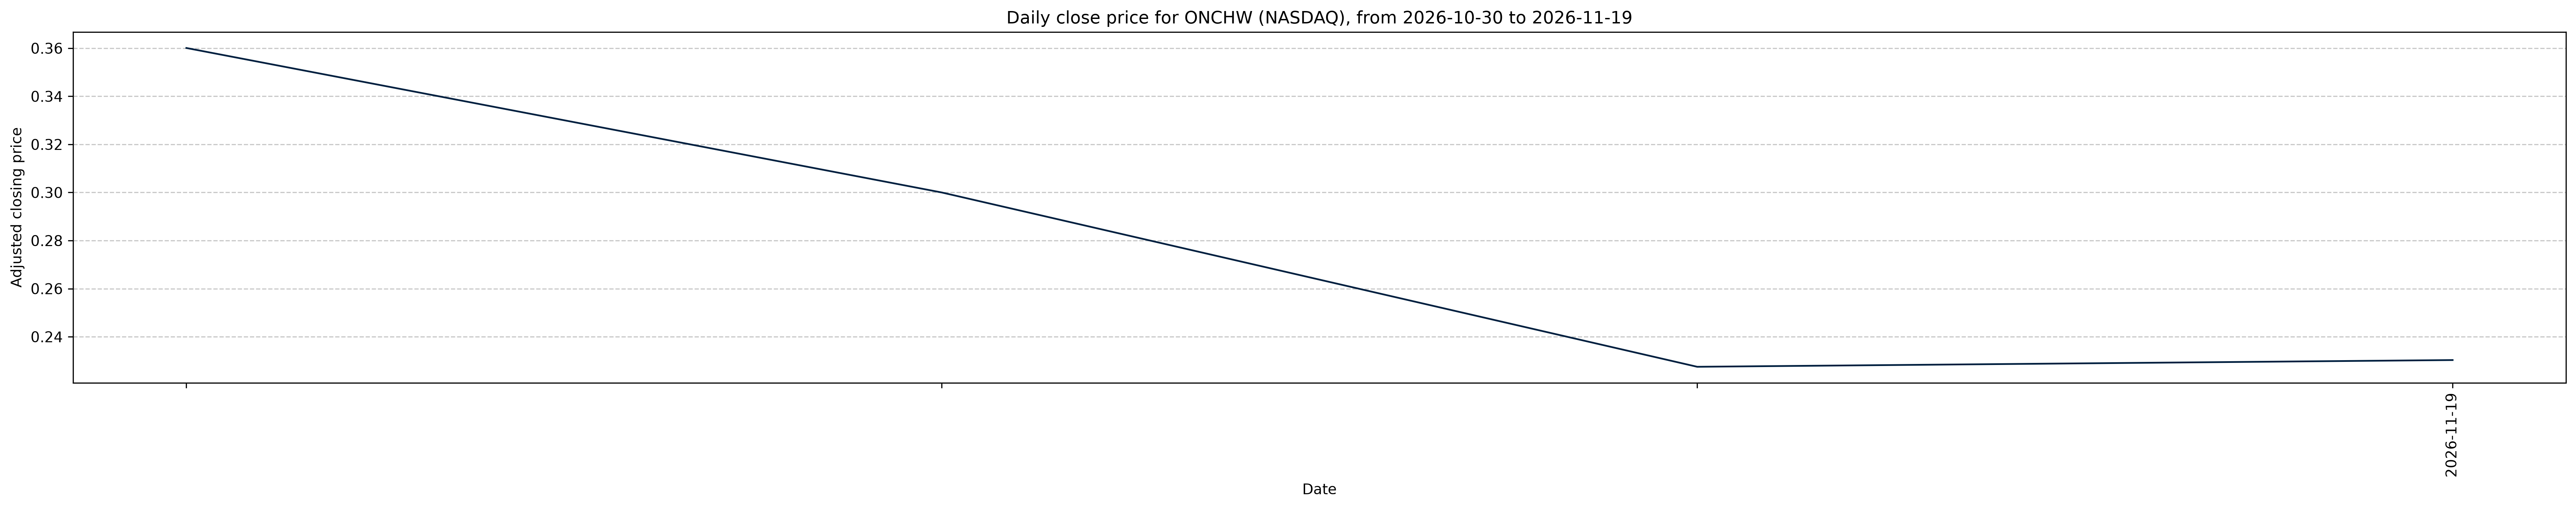 Daily close price for ONCHW (NASDAQ), from 2026-10-30 to 2026-11-19
Adjusted closing price
0.36
0.34
0.32
0.30
0.28
0.26
0.24
2026-11-19
Date